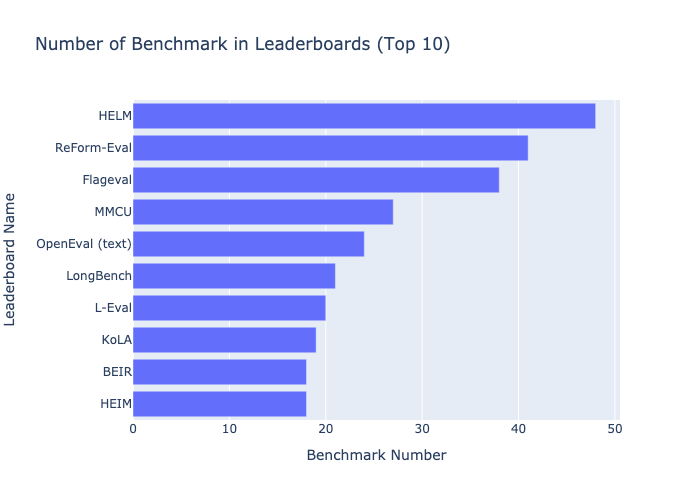 Number of Benchmark in Leaderboards (Top 10)
Leaderboard Name
HELM
ReForm-Eval
Flageval
MMCU
OpenEval (text)
LongBench
L-Eval
KoLA
BEIR
HEIM
0 10 20 30 40 50
Benchmark Number